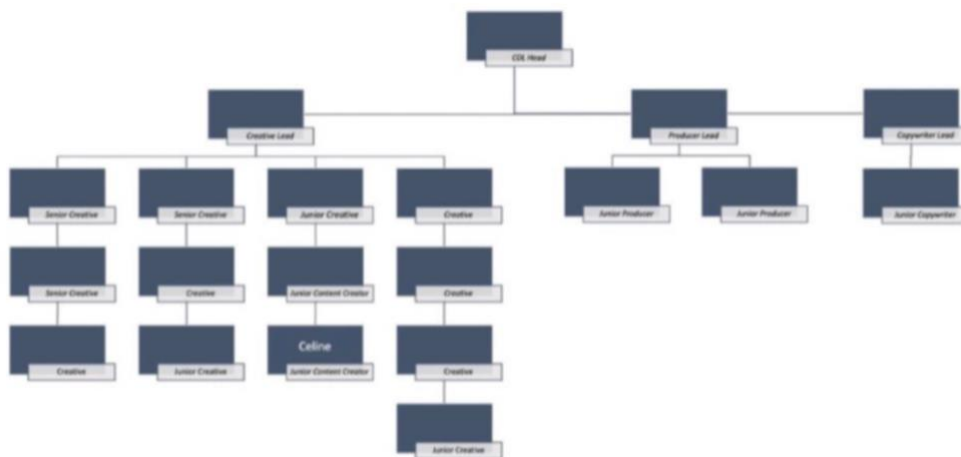 CDL Head
Creative Lead
Producer Lead
Copywriter Lead
Senior Creative
Senior Creative
Junior Creative
Creative
Junior Producer
Junior Producer
Junior Copywriter
Senior Creative
Creative
Junior Content Creator
Creative
Celine
Creative
Junior Creative
Junior Content Creator
Creative
Junior Creative